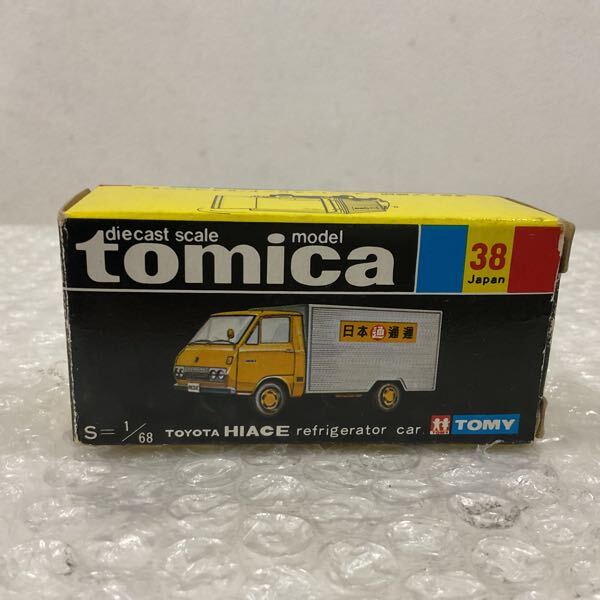 diecast scale model
tomica
38
Japan
日本通運
S=1/68 TOYOTA HIACE refrigerator car.
TOMY